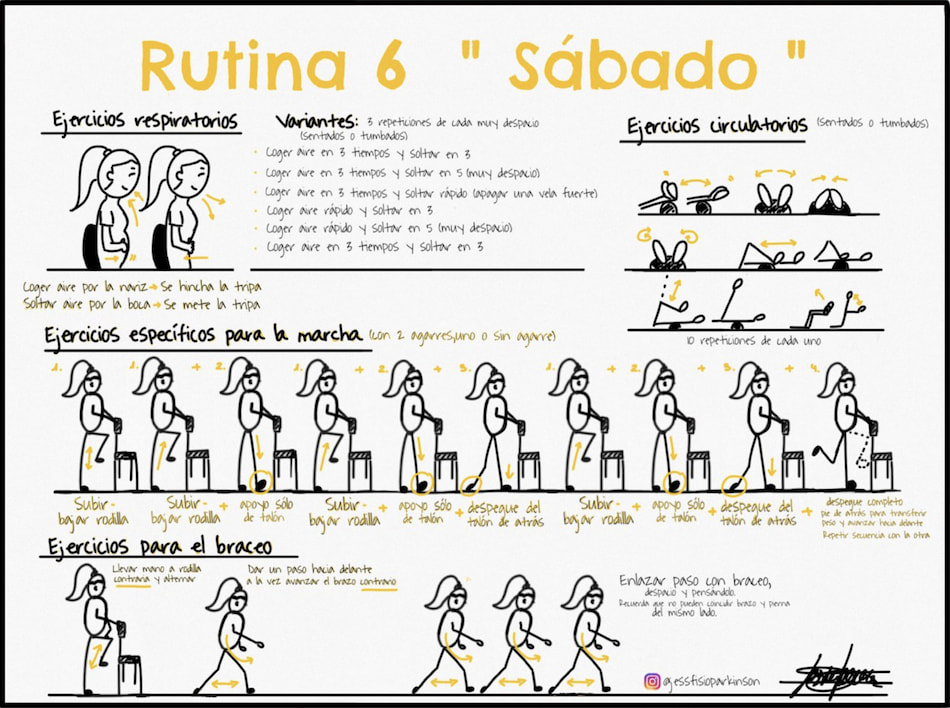 Rutina 6 " Sábado "
Ejercicios respiratorios
Variantes: 3 repeticiones de cada muy despacio
(sentados o tumbados)
• Coger aire en 3 tiempos y soltar en 3
• Coger aire en 3 tiempos y soltar en 5 (muy despacio)
• Coger aire en 3 tiempos y soltar rápido (apagar una vela fuerte)
• Coger aire rápido y soltar en 3
• Coger aire rápido y soltar en 5 (muy despacio)
• Coger aire en 3 tiempos y soltar en 3
Coger aire por la nariz → Se hincha la tripa
Soltar aire por la boca → Se mete la tripa
Ejercicios circulatorios (sentados o tumbados)
10 repeticiones de cada uno
Ejercicios específicos para la marcha (con 2 agarres, uno o sin agarre)
1. 1. + 2. 1. + 2. + 3. 1. + 2. + 3. + 4.
Subir-
bajar rodilla
Subir-
bajar rodilla
+ apoyo sólo
de talón
Subir-
bajar rodilla
+ apoyo sólo
de talón
+ despegue del
talón de atrás
Subir-
bajar rodilla
+ apoyo sólo
de talón
+ despegue del
talón de atrás
+ despegue completo
pie de atrás para transferir
peso y avanzar hacia delante
Repetir secuencia con la otra
Ejercicios para el braceo
Llevar mano a rodilla
contraria y alternar
Dar un paso hacia delante
a la vez avanzar el brazo contrario
Enlazar paso con braceo,
despacio y pensándolo.
Recuerda que no pueden coincidir brazo y pierna
del mismo lado.
@jessfisioparkinson